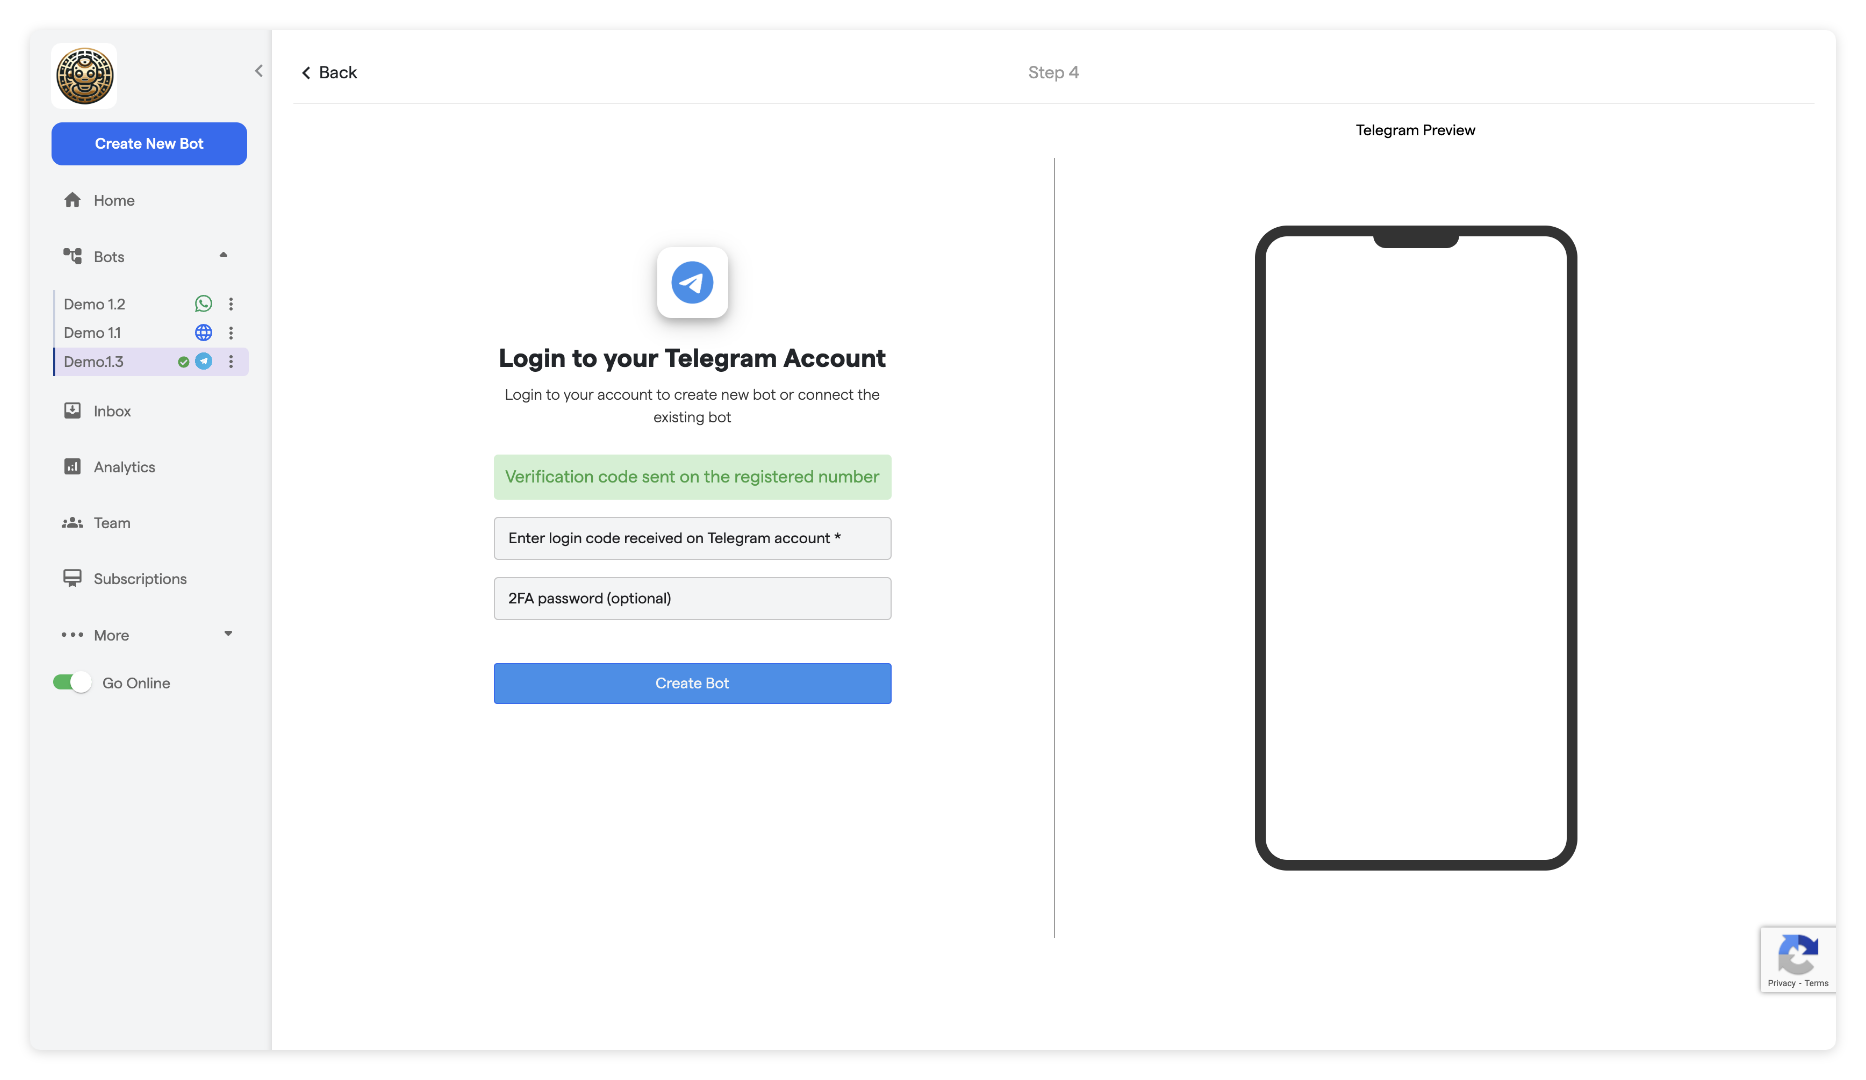 Create New Bot
Home
Bots
Demo 1.2
Demo 1.1
Demo.1.3
Inbox
Analytics
Team
Subscriptions
More
Go Online
Back
Step 4
Login to your Telegram Account
Login to your account to create new bot or connect the
existing bot
Verification code sent on the registered number
Enter login code received on Telegram account *
2FA password (optional)
Create Bot
Telegram Preview
Privacy - Terms